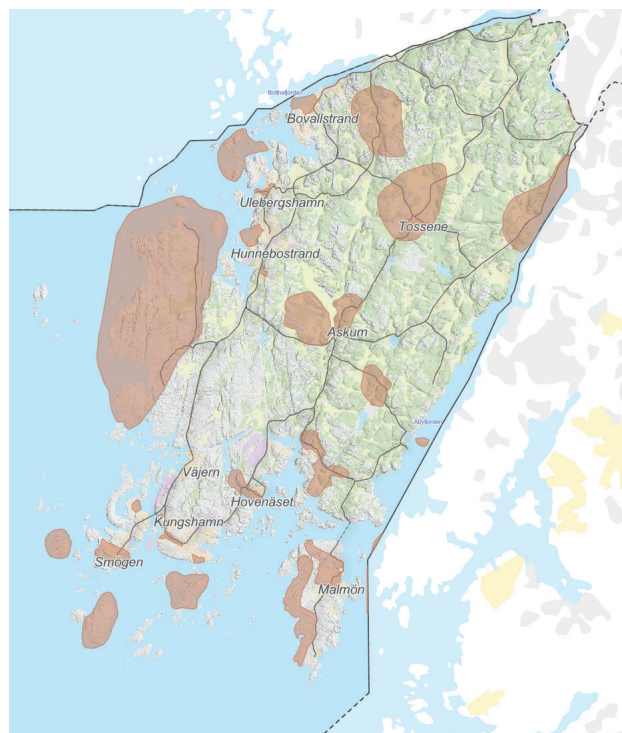 Bottnafjorden
Bovallstrand
Ulebergshamn
Tossene
Hunnebostrand
Askum
Åbyfjorden
Väjern
Hovenäset
Kungshamn
Smögen
Malmön